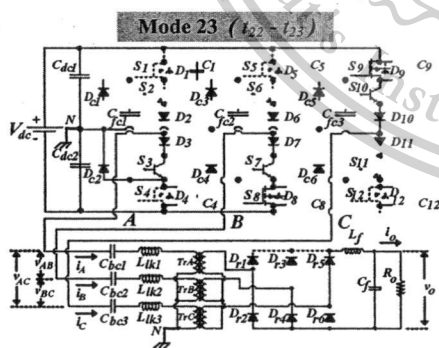 Mode 23 ( t22 - t23 )
Cdc1 S1 D1 C1 S5 D5 C5 S9 D9 C9
Dc1 S2 Dc3 S6 Dc5 S10
Vdc + - N Cfc1 D2 Cfc2 D6 Cfc3 D10
D3 D7 D11
Cdc2 Dc2 S3 Dc4 S7 Dc6 S11
S4 D4 C4 S8 D8 C8 S12 D12 C12
A B C Lf io
vAB iA Cbc1 Llk1 TrA Dr1 Dr3 Dr5
vAC iB Cbc2 Llk2 TrB Cf Ro vo
vBC iC Cbc3 Llk3 TrC Dr2 Dr4 Dr6
N